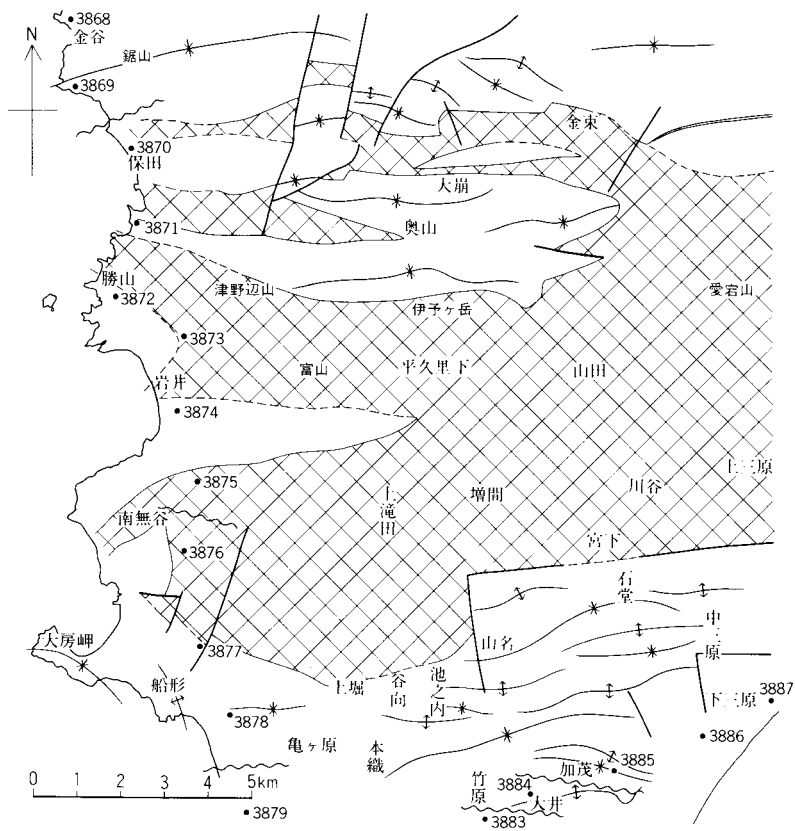 3868
金谷
N
鋸山
3869
金束
3870
保田
大崩
3871
奥山
勝山
3872
津野辺山
愛宕山
伊予ヶ岳
3873
富山
平久里下
山田
岩井
3874
上三原
3875
川谷
増間
上滝田
南無谷
宮下
3876
石堂
中三原
山名
大房岬
3877
池之内
谷向
上堀
船形
下三原
3887
3878
3886
本織
亀ヶ原
3885
加茂
0 1 2 3 4 5km
竹原
3884
大井
3879
3883